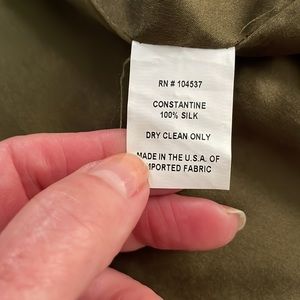 RN # 104537
CONSTANTINE
100% SILK
DRY CLEAN ONLY
MADE IN THE U.S.A. OF
IMPORTED FABRIC